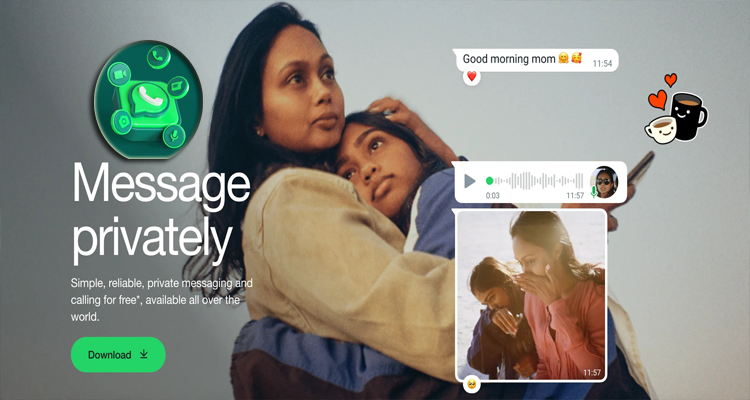 Good morning mom 🤗 🥰
11:54
Message
privately
0:03
11:57
Simple, reliable, private messaging and
calling for free*, available all over the
world.
Download
11:57